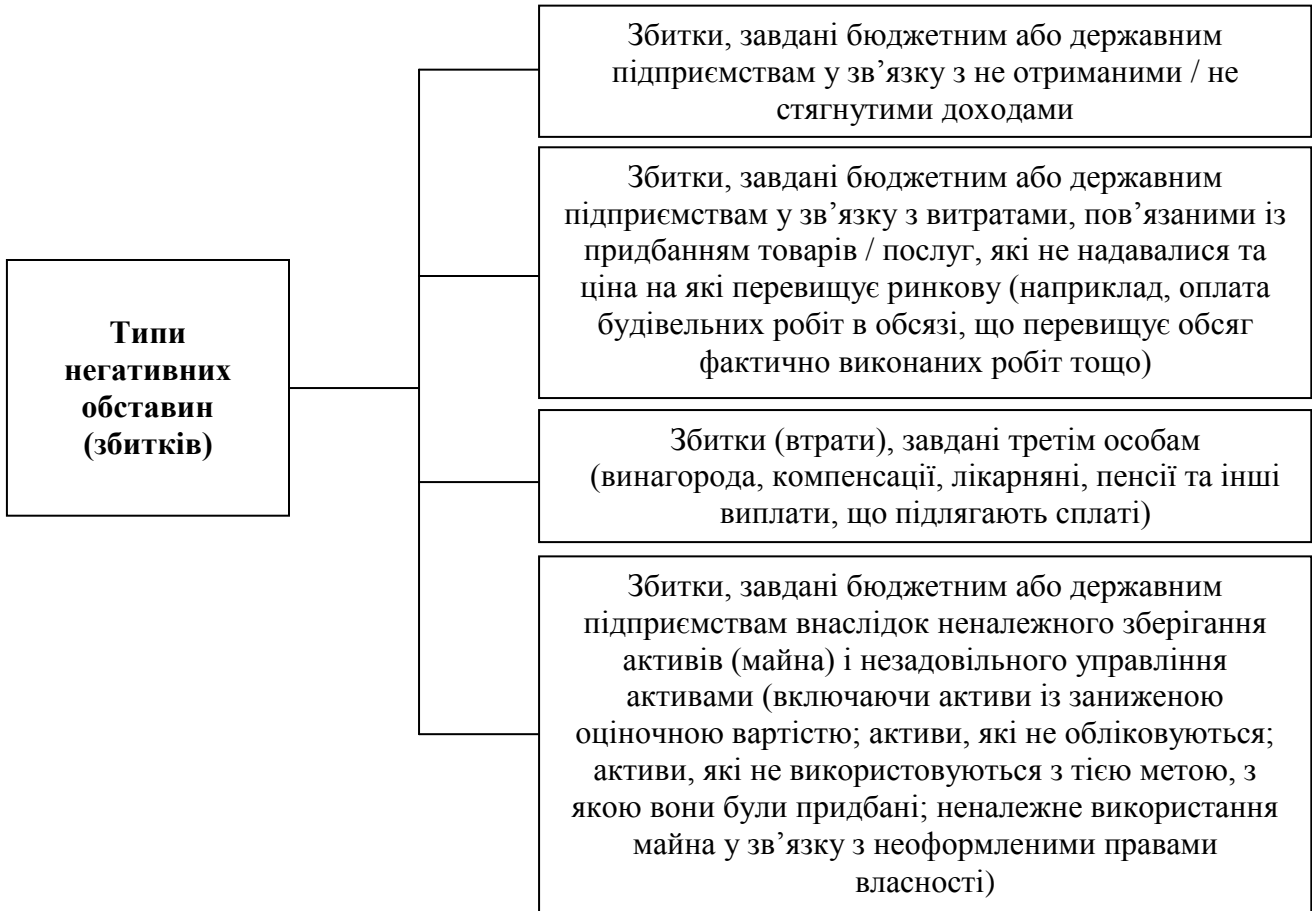 Збитки, завдані бюджетним або державним
підприємствам у зв’язку з не отриманими / не
стягнутими доходами
Збитки, завдані бюджетним або державним
підприємствам у зв’язку з витратами, пов’язаними із
придбанням товарів / послуг, які не надавалися та
ціна на які перевищує ринкову (наприклад, оплата
будівельних робіт в обсязі, що перевищує обсяг
фактично виконаних робіт тощо)
Типи
негативних
обставин
(збитків)
Збитки (втрати), завдані третім особам
(винагорода, компенсації, лікарняні, пенсії та інші
виплати, що підлягають сплаті)
Збитки, завдані бюджетним або державним
підприємствам внаслідок неналежного зберігання
активів (майна) і незадовільного управління
активами (включаючи активи із заниженою
оціночною вартістю; активи, які не обліковуються;
активи, які не використовуються з тією метою, з
якою вони були придбані; неналежне використання
майна у зв’язку з неоформленими правами
власності)